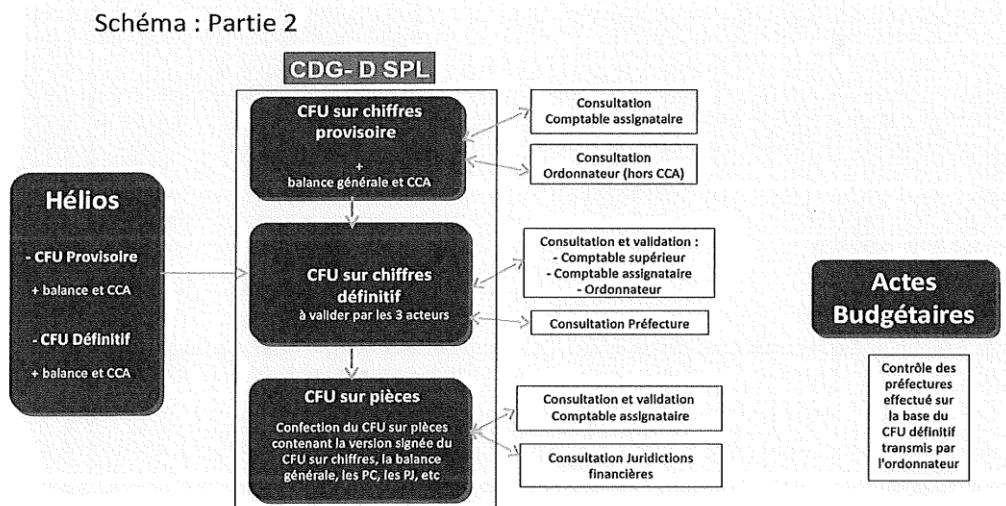 Schéma : Partie 2
CDG- D SPL
CFU sur chiffres
provisoire
+
balance générale et CCA
Consultation
Comptable assignataire
Consultation
Ordonnateur (hors CCA)
Hélios
- CFU Provisoire
+ balance et CCA
- CFU Définitif
+ balance et CCA
CFU sur chiffres
définitif
à valider par les 3 acteurs
Consultation et validation :
- Comptable supérieur
- Comptable assignataire
- Ordonnateur
Consultation Préfecture
CFU sur pièces
Confection du CFU sur pièces
contenant la version signée du
CFU sur chiffres, la balance
générale, les PC, les PJ, etc
Consultation et validation
Comptable assignataire
Consultation Juridictions
financières
Actes
Budgétaires
Contrôle des
préfectures
effectué sur
la base du
CFU définitif
transmis par
l'ordonnateur